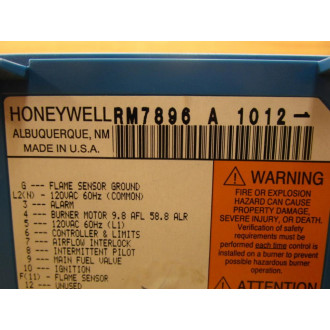 HONEYWELL RM7896 A 1012
ALBUQUERQUE, NM
MADE IN U.S.A.
G --- FLAME SENSOR GROUND
L2(N) - 120VAC 60Hz (COMMON)
3 --- ALARM
4 --- BURNER MOTOR 9.8 AFL 58.8 ALR
5 --- 120VAC 60Hz (L1)
6 --- CONTROLLER & LIMITS
7 --- AIRFLOW INTERLOCK
8 --- INTERMITTENT PILOT
9 --- MAIN FUEL VALVE
10 --- IGNITION
F(11) - FLAME SENSOR
12 --- UNUSED
WARNING
FIRE OR EXPLOSION
HAZARD CAN CAUSE
PROPERTY DAMAGE,
SEVERE INJURY, OR DEATH.
Verification of safety
requirements must be
performed each time control is
installed on a burner to prevent
possible hazardous burner
operation.
ATTENTION